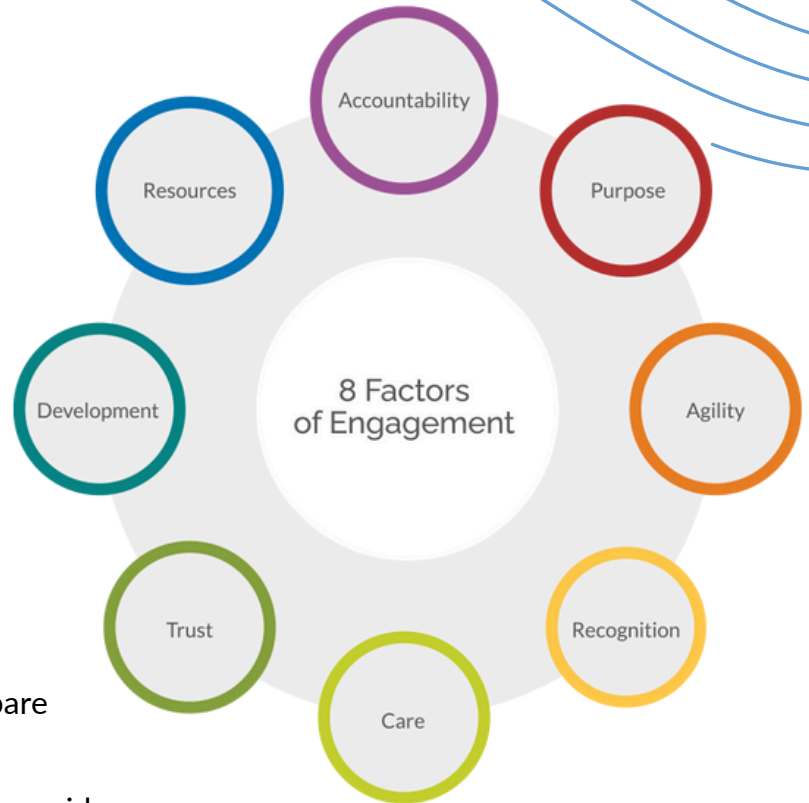 Accountability
Resources
Purpose
8 Factors
of Engagement
Development
Agility
Trust
Recognition
Care